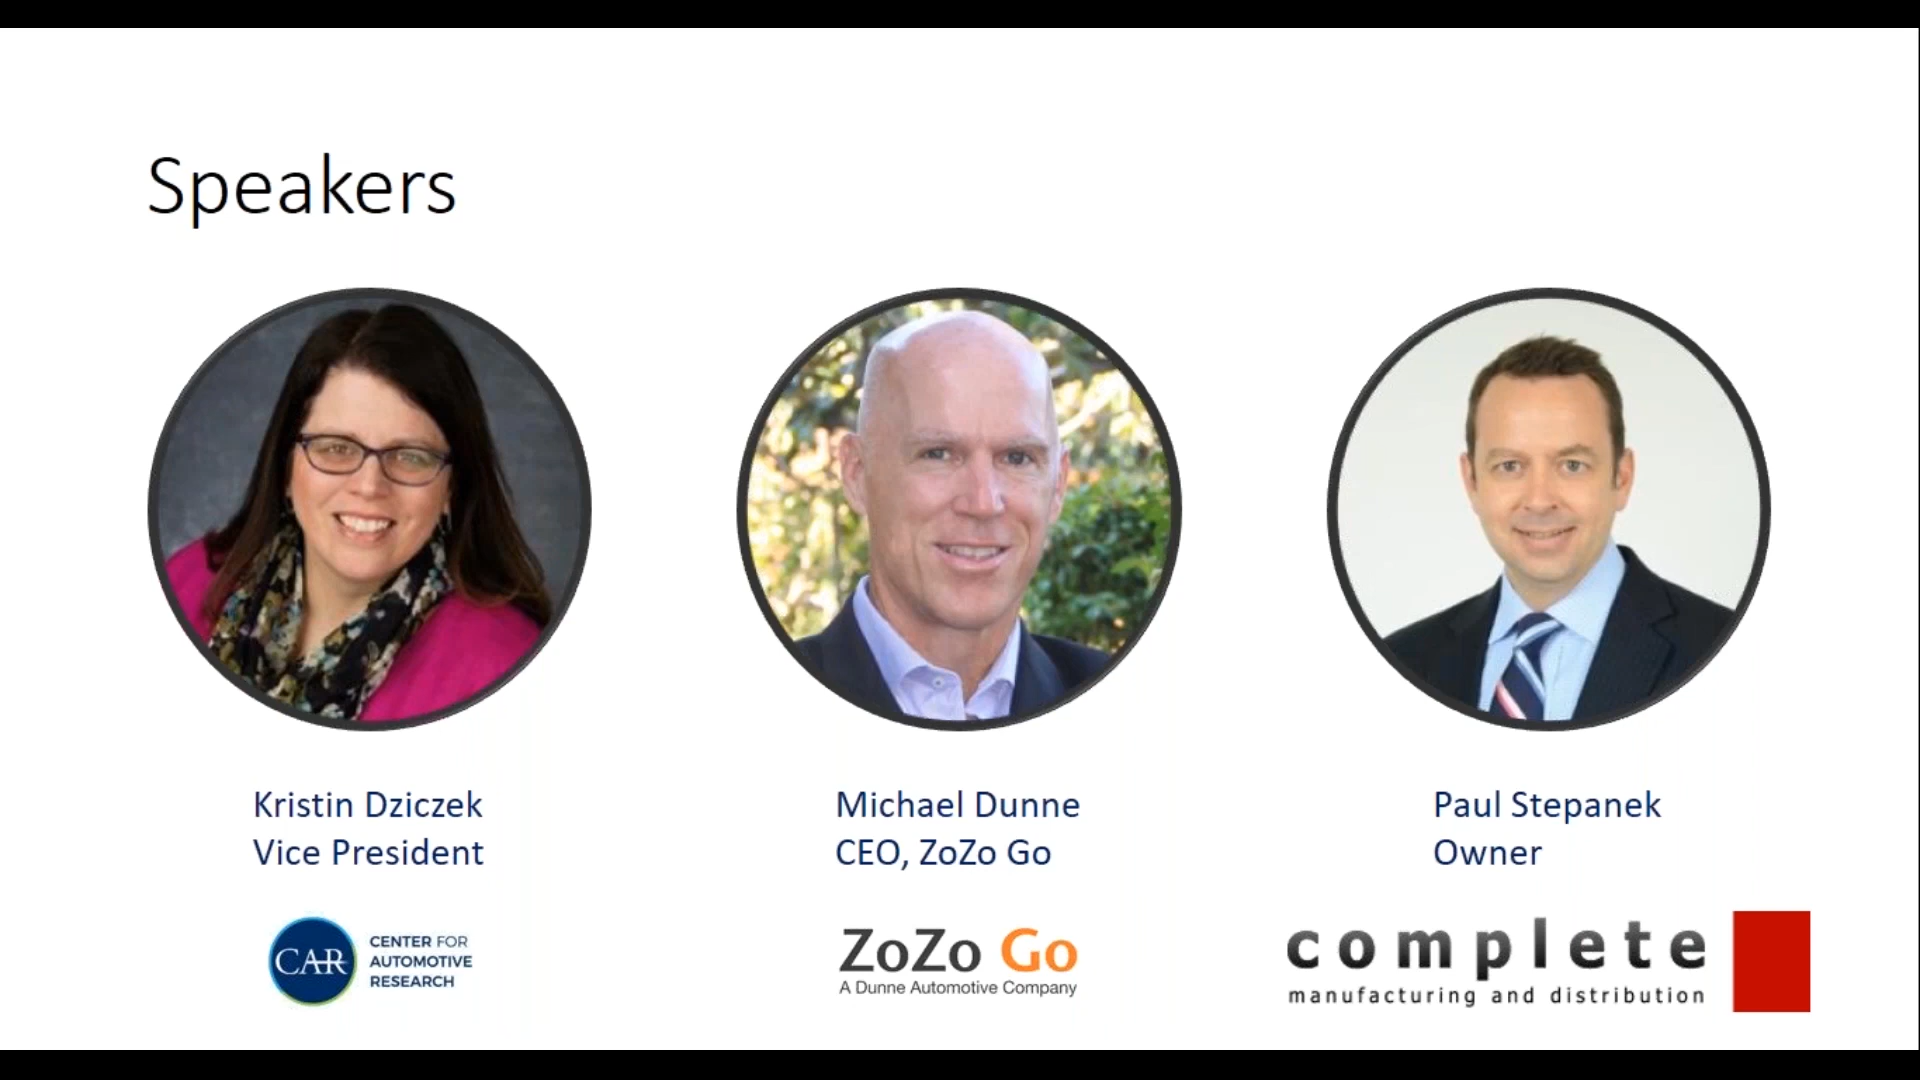 Speakers
Kristin Dziczek
Vice President
CAR
CENTER FOR
AUTOMOTIVE
RESEARCH
Michael Dunne
CEO, ZoZo Go
ZoZo Go
A Dunne Automotive Company
Paul Stepanek
Owner
complete
manufacturing and distribution